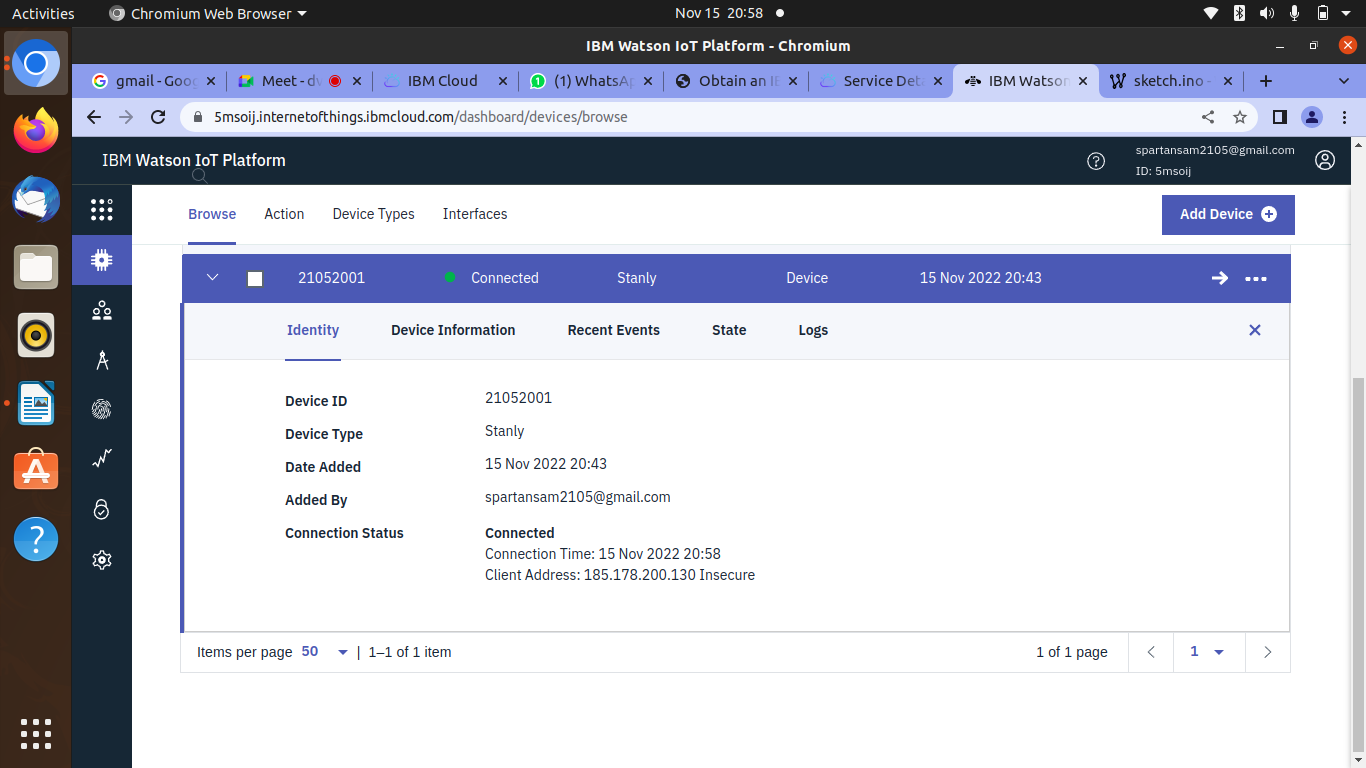 Activities Chromium Web Browser Nov 15 20:58
IBM Watson IoT Platform - Chromium
gmail - Goo Meet - dv IBM Cloud (1) WhatsA Obtain an I Service Det IBM Watson sketch.ino -
5msoij.internetofthings.ibmcloud.com/dashboard/devices/browse
IBM Watson IoT Platform
spartansam2105@gmail.com
ID: 5msoij
Browse Action Device Types Interfaces Add Device
21052001 Connected Stanly Device 15 Nov 2022 20:43
Identity Device Information Recent Events State Logs
Device ID 21052001
Device Type Stanly
Date Added 15 Nov 2022 20:43
Added By spartansam2105@gmail.com
Connection Status Connected
Connection Time: 15 Nov 2022 20:58
Client Address: 185.178.200.130 Insecure
Items per page 50 | 1–1 of 1 item 1 of 1 page 1